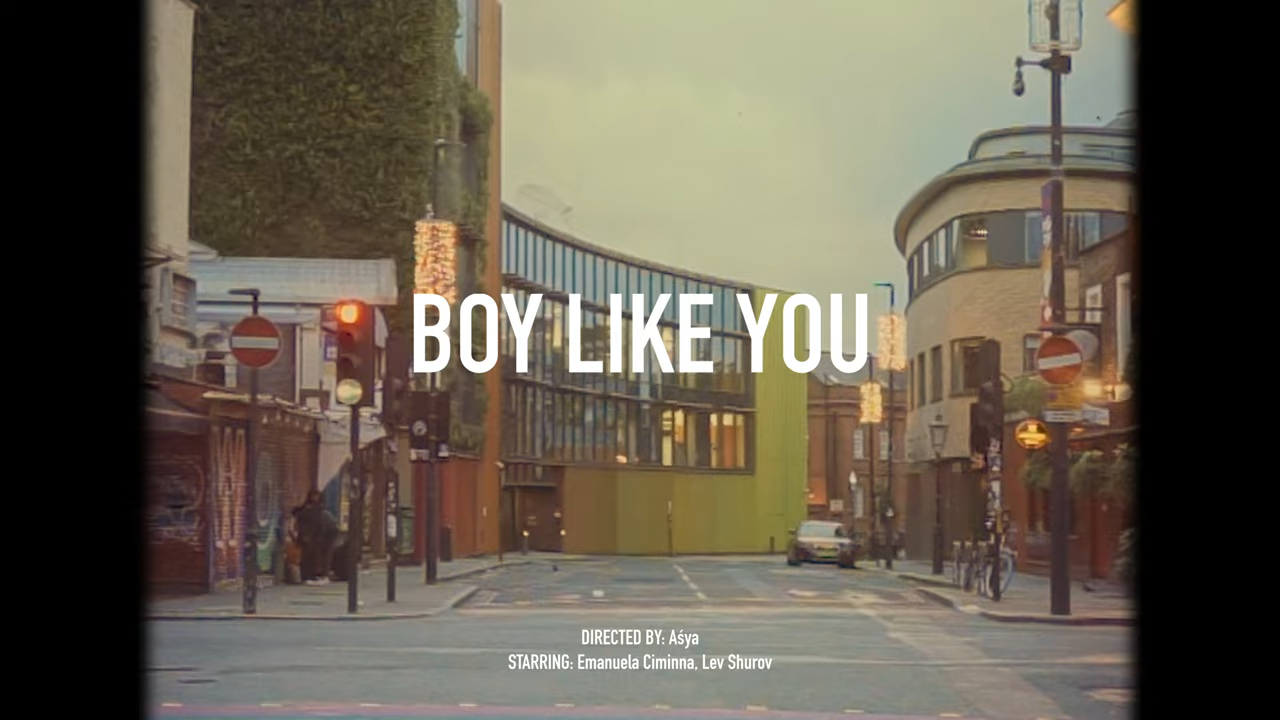 BOY LIKE YOU
DIRECTED BY: Aśya
STARRING: Emanuela Ciminna, Lev Shurov